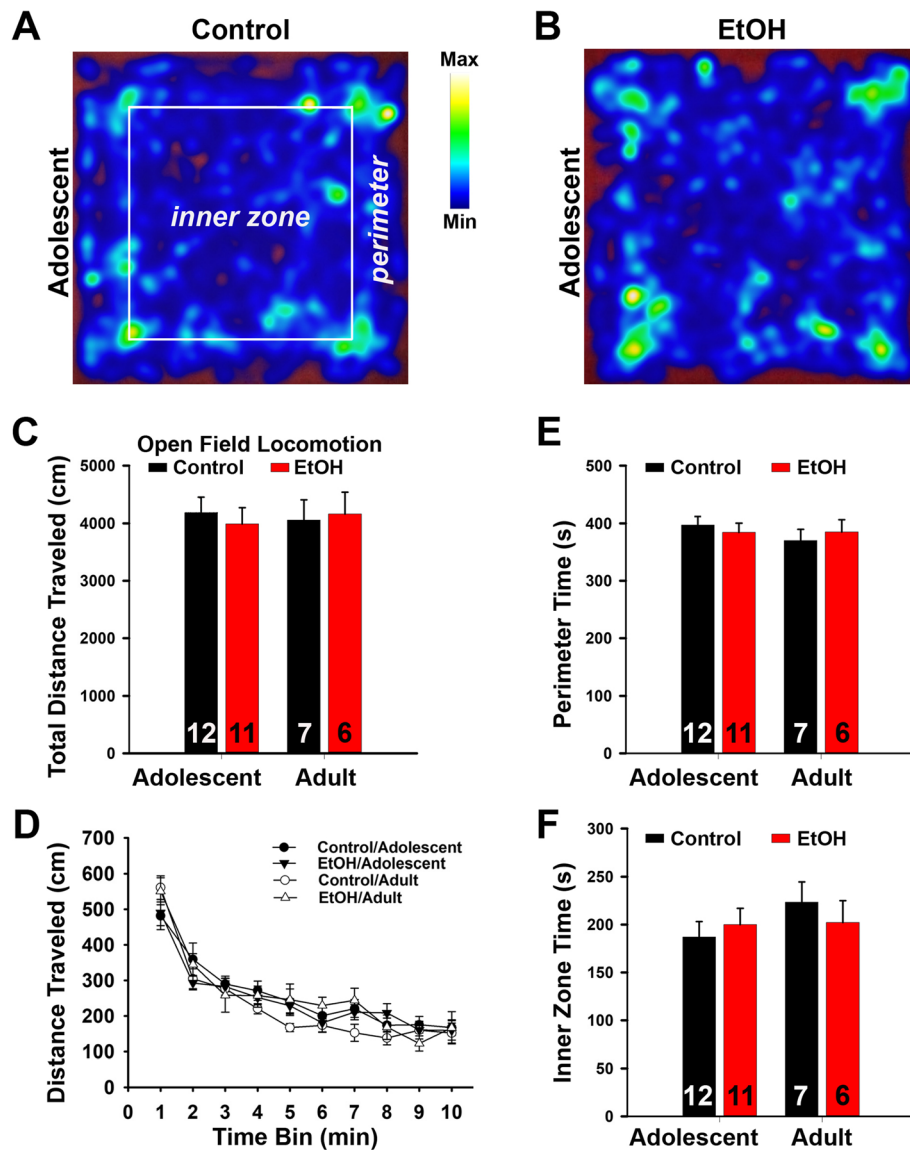 A
Control
B
EtOH
Adolescent
inner zone
perimeter
Max
Min
Adolescent
C
Open Field Locomotion
Control
EtOH
Total Distance Traveled (cm)
5000
4000
3000
2000
1000
0
12
11
7
6
Adolescent
Adult
E
Control
EtOH
Perimeter Time (s)
500
400
300
200
100
0
12
11
7
6
Adolescent
Adult
D
Control/Adolescent
EtOH/Adolescent
Control/Adult
EtOH/Adult
Distance Traveled (cm)
700
600
500
400
300
200
100
0
0 1 2 3 4 5 6 7 8 9 10
Time Bin (min)
F
Control
EtOH
Inner Zone Time (s)
300
250
200
150
100
50
0
12
11
7
6
Adolescent
Adult